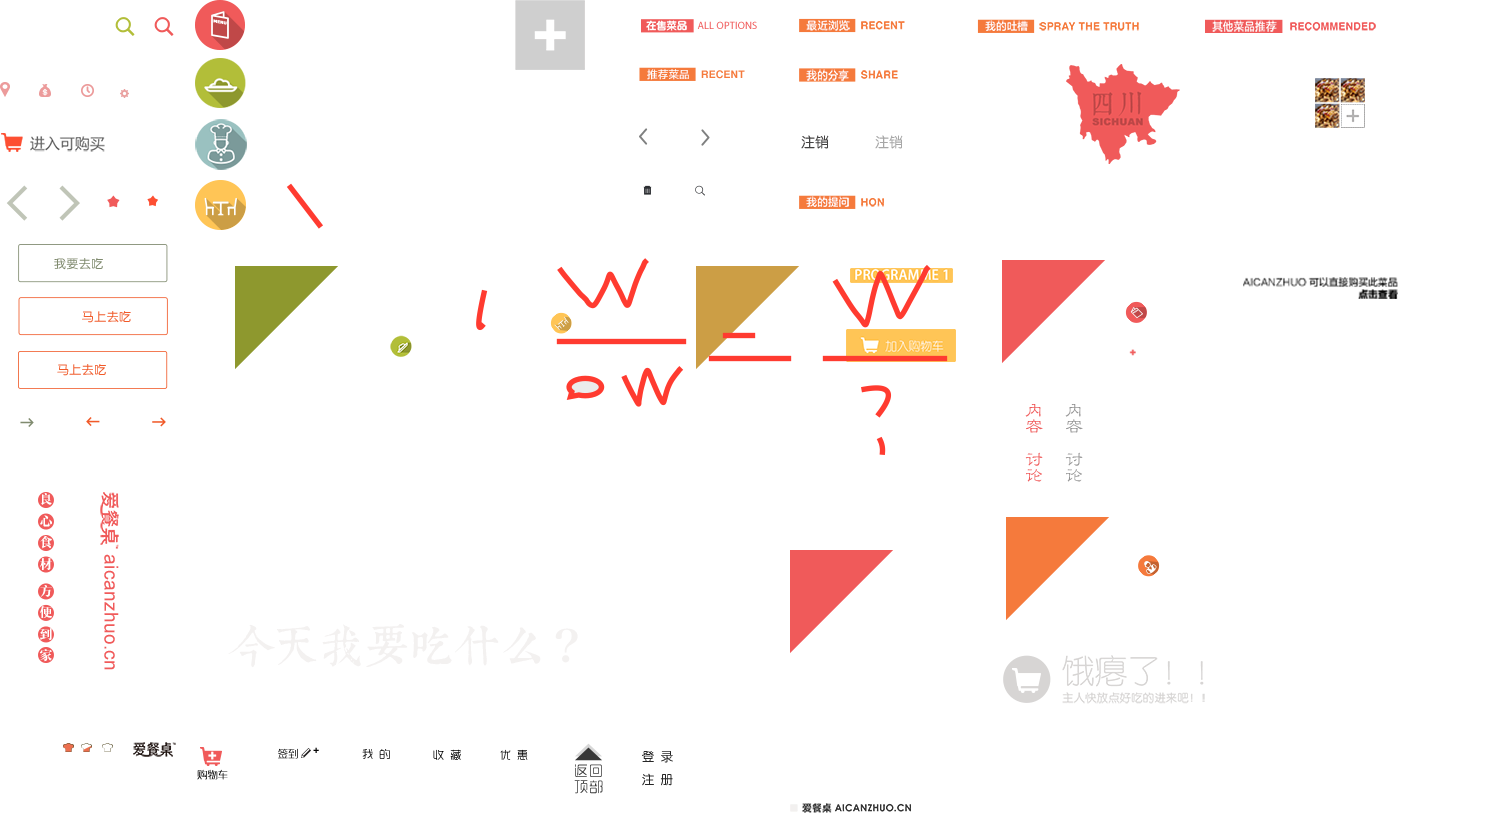 MENU
在售菜品 ALL OPTIONS
最近浏览 RECENT
我的吐槽 SPRAY THE TRUTH
其他菜品推荐 RECOMMENDED
推荐菜品 RECENT
我的分享 SHARE
四川
SICHUAN
进入可购买
注销 注销
我的提问 HON
我要去吃
马上去吃
马上去吃
PROGRAMME 1
加入购物车
AICANZHUO 可以直接购买此菜品
点击查看
内容 讨论
内容 讨论
良心食材 方便到家
爱餐桌 aicanzhuo.cn
今天我要吃什么？
饿瘪了！！
主人快放点好吃的进来吧！！
爱餐桌
购物车
签到
我的
收藏
优惠
返回
顶部
登录
注册
爱餐桌 AICANZHUO.CN